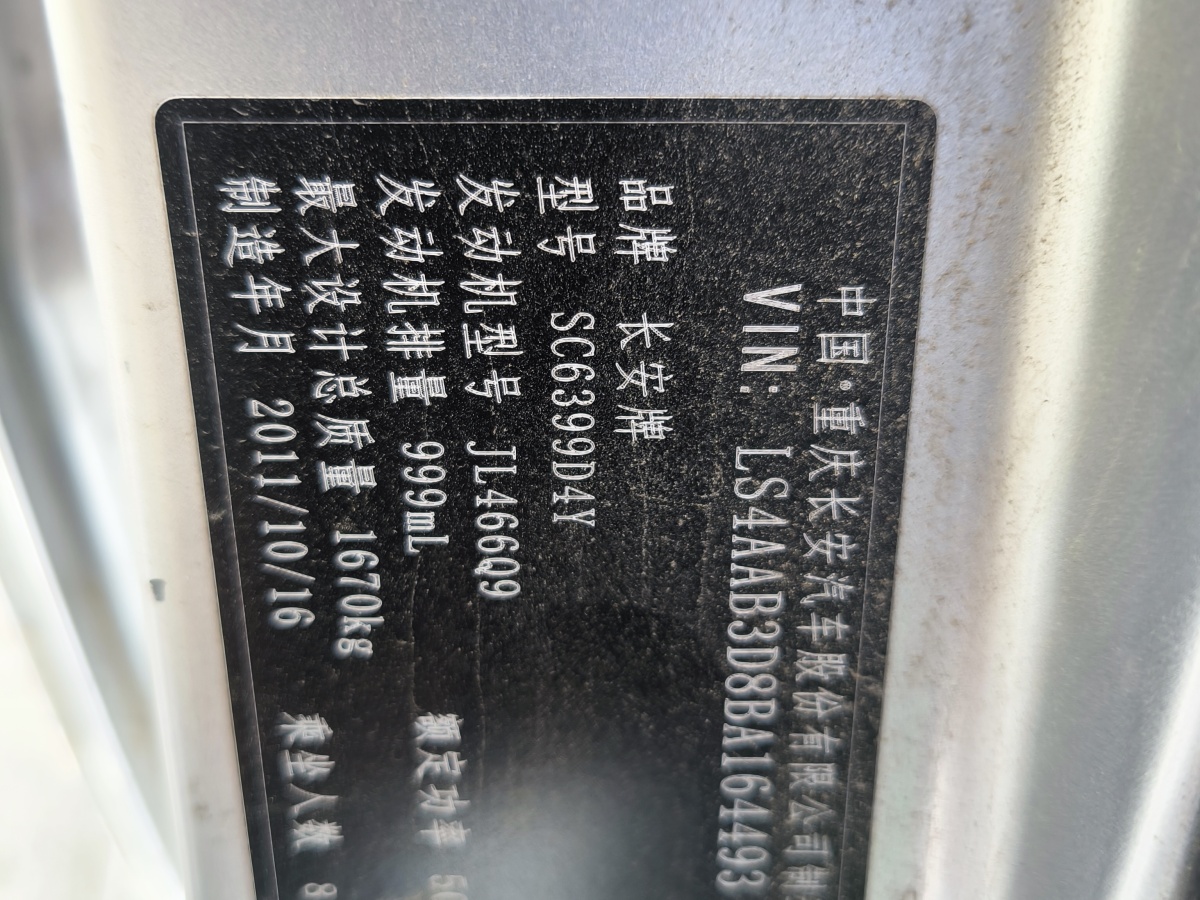 中国·重庆长安汽车股份有限公司制
VIN: LS4AAB3D8BA164493
品牌 长安牌
型号 SC6399D4Y
发动机型号 JL466Q9
发动机排量 999mL 额定功率 50
最大设计总质量 1670kg
制造年月 2011/10/16 乘坐人数 8